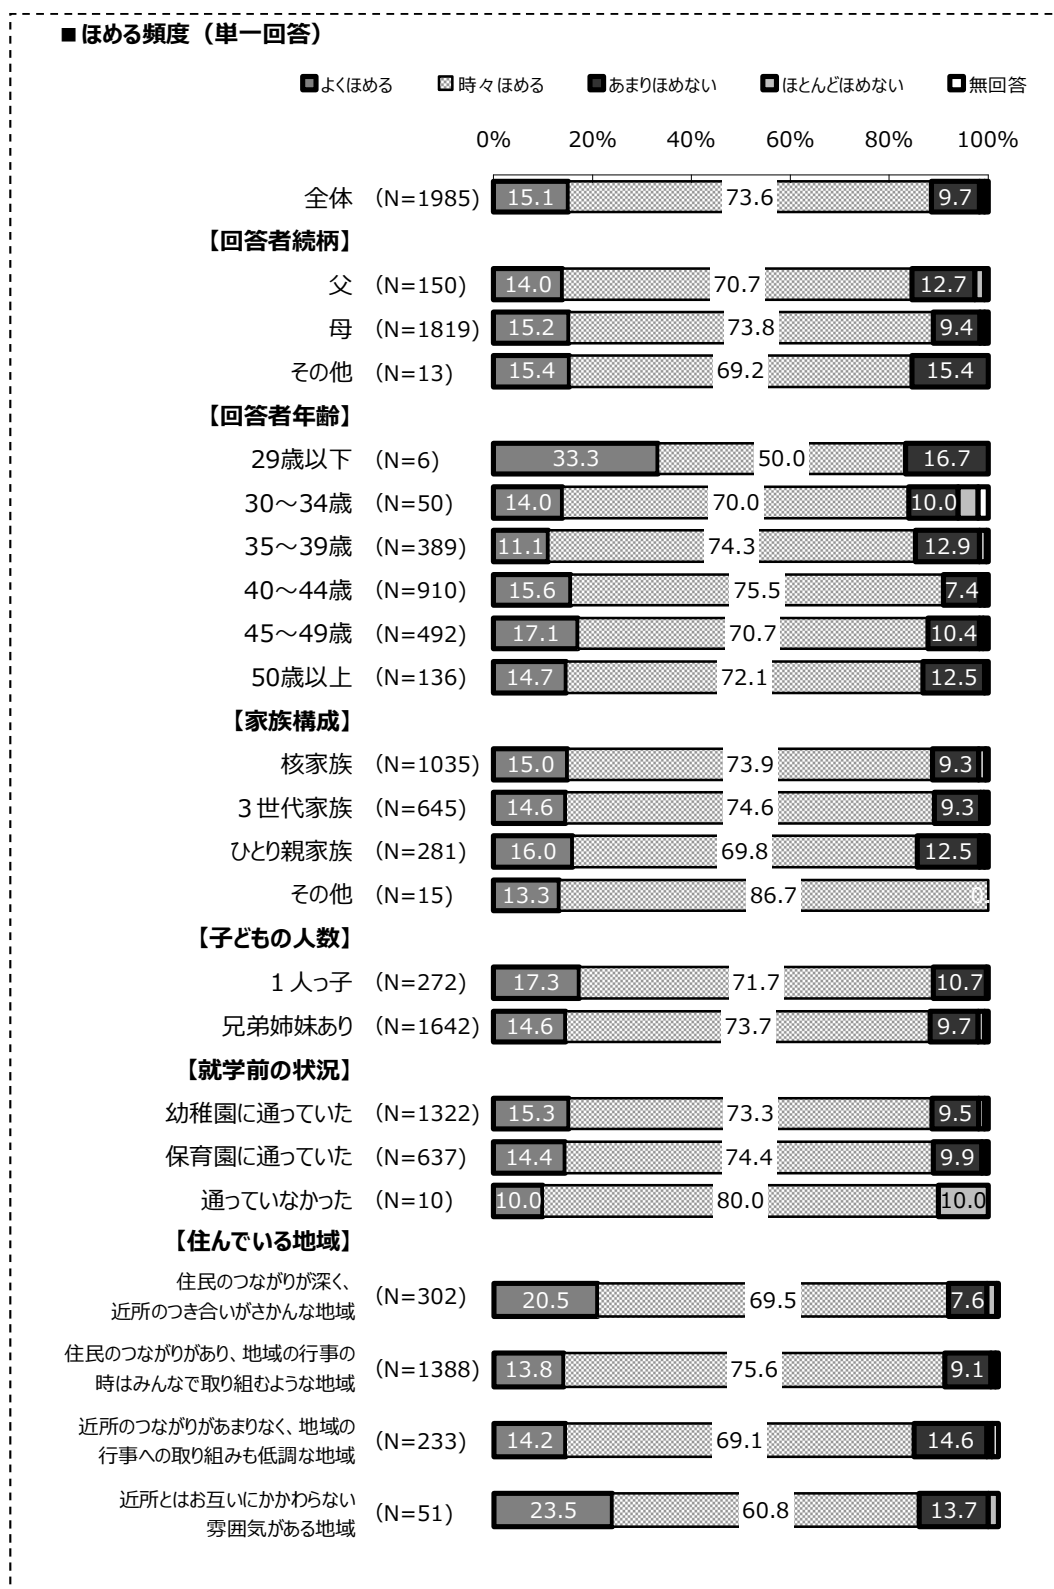 ■ほめる頻度（単一回答）
よくほめる 時々ほめる あまりほめない ほとんどほめない 無回答
0% 20% 40% 60% 80% 100%
全体 （N=1985） 15.1 73.6 9.7
【回答者続柄】
父 （N=150） 14.0 70.7 12.7
母 （N=1819） 15.2 73.8 9.4
その他 （N=13） 15.4 69.2 15.4
【回答者年齢】
29歳以下 （N=6） 33.3 50.0 16.7
30～34歳 （N=50） 14.0 70.0 10.0
35～39歳 （N=389） 11.1 74.3 12.9
40～44歳 （N=910） 15.6 75.5 7.4
45～49歳 （N=492） 17.1 70.7 10.4
50歳以上 （N=136） 14.7 72.1 12.5
【家族構成】
核家族 （N=1035） 15.0 73.9 9.3
３世代家族 （N=645） 14.6 74.6 9.3
ひとり親家族 （N=281） 16.0 69.8 12.5
その他 （N=15） 13.3 86.7
【子どもの人数】
１人っ子 （N=272） 17.3 71.7 10.7
兄弟姉妹あり （N=1642） 14.6 73.7 9.7
【就学前の状況】
幼稚園に通っていた （N=1322） 15.3 73.3 9.5
保育園に通っていた （N=637） 14.4 74.4 9.9
通っていなかった （N=10） 10.0 80.0 10.0
【住んでいる地域】
住民のつながりが深く、
近所のつき合いがさかんな地域 （N=302） 20.5 69.5 7.6
住民のつながりがあり、地域の行事の
時はみんなで取り組むような地域 （N=1388） 13.8 75.6 9.1
近所のつながりがあまりなく、地域の
行事への取り組みも低調な地域 （N=233） 14.2 69.1 14.6
近所とはお互いにかかわらない
雰囲気がある地域 （N=51） 23.5 60.8 13.7